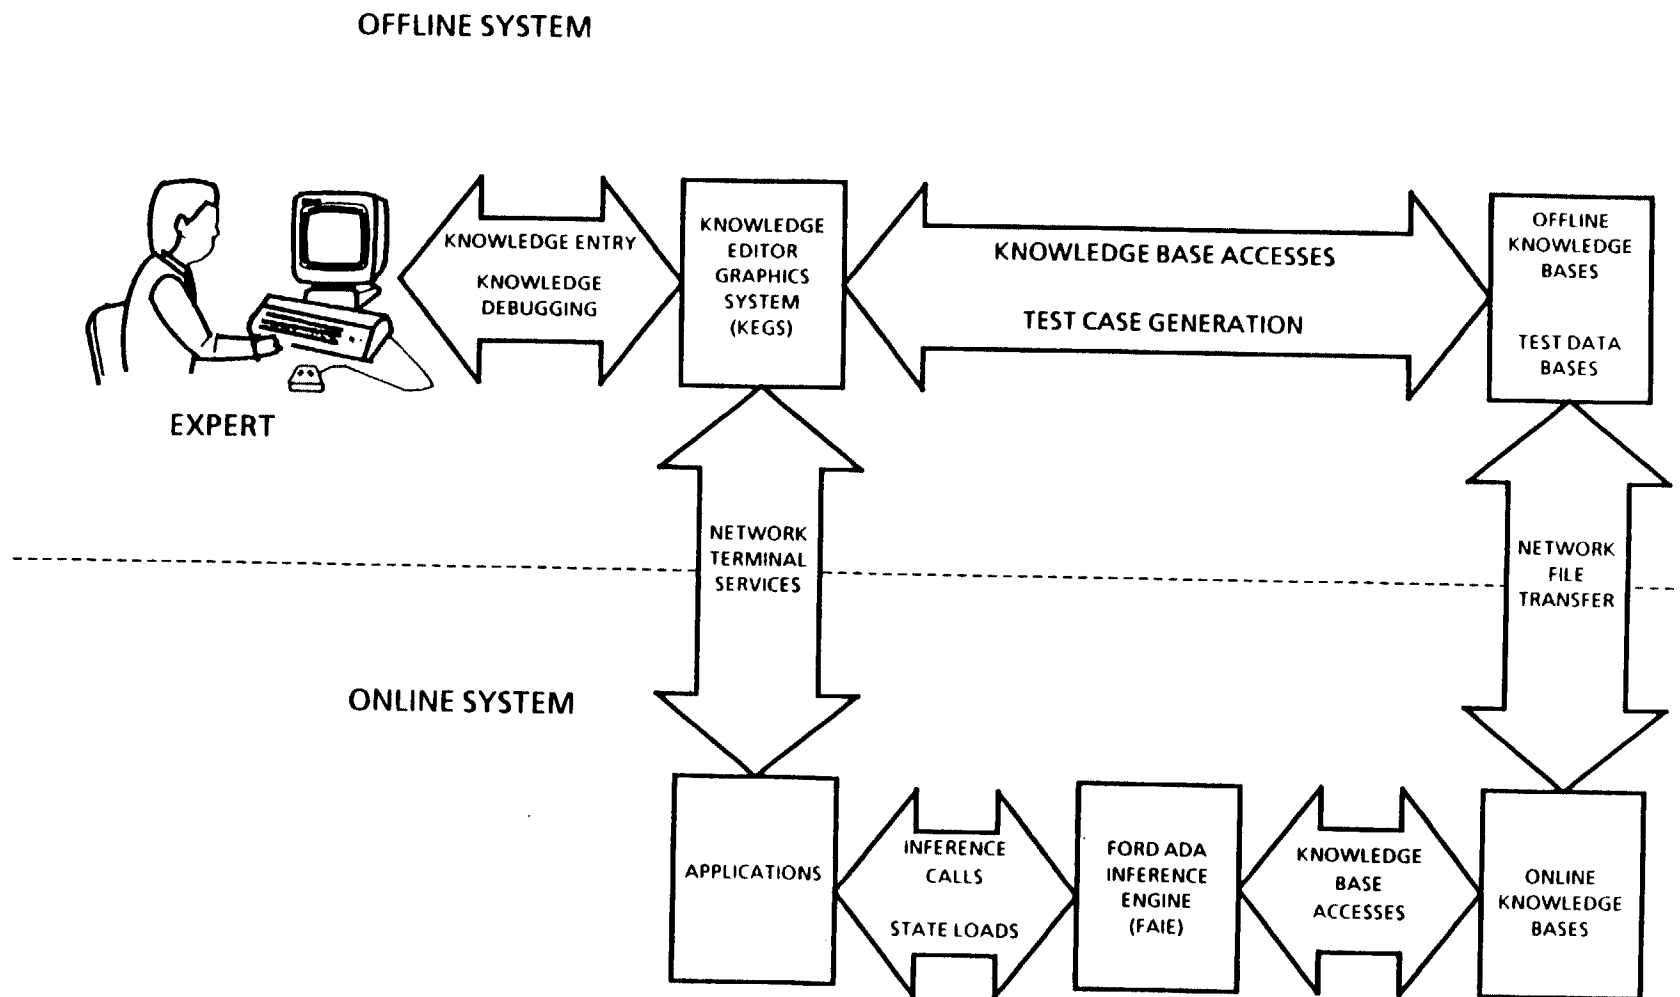 OFFLINE SYSTEM
KNOWLEDGE ENTRY
KNOWLEDGE
DEBUGGING
KNOWLEDGE
EDITOR
GRAPHICS
SYSTEM
(KEGS)
KNOWLEDGE BASE ACCESSES
TEST CASE GENERATION
OFFLINE
KNOWLEDGE
BASES
TEST DATA
BASES
EXPERT
NETWORK
TERMINAL
SERVICES
NETWORK
FILE
TRANSFER
ONLINE SYSTEM
APPLICATIONS
INFERENCE
CALLS
STATE LOADS
FORD ADA
INFERENCE
ENGINE
(FAIE)
KNOWLEDGE
BASE
ACCESSES
ONLINE
KNOWLEDGE
BASES